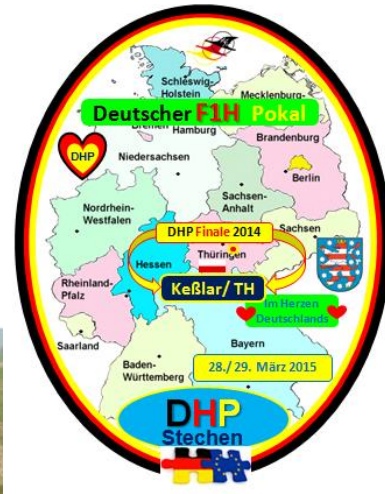 Schleswig-
Holstein
Mecklenburg-
Deutscher F1H Pokal
Bremen
Hamburg
Brandenburg
DHP
Niedersachsen
Berlin
Sachsen-
Anhalt
Nordrhein-
Westfalen
DHP Finale 2014
Sachsen
Thüringen
Hessen
Keßlar/ TH
Rheinland-
Pfalz
Im Herzen
Deutschlands
Saarland
Bayern
Baden-
Württemberg
28./ 29. März 2015
DHP
Stechen